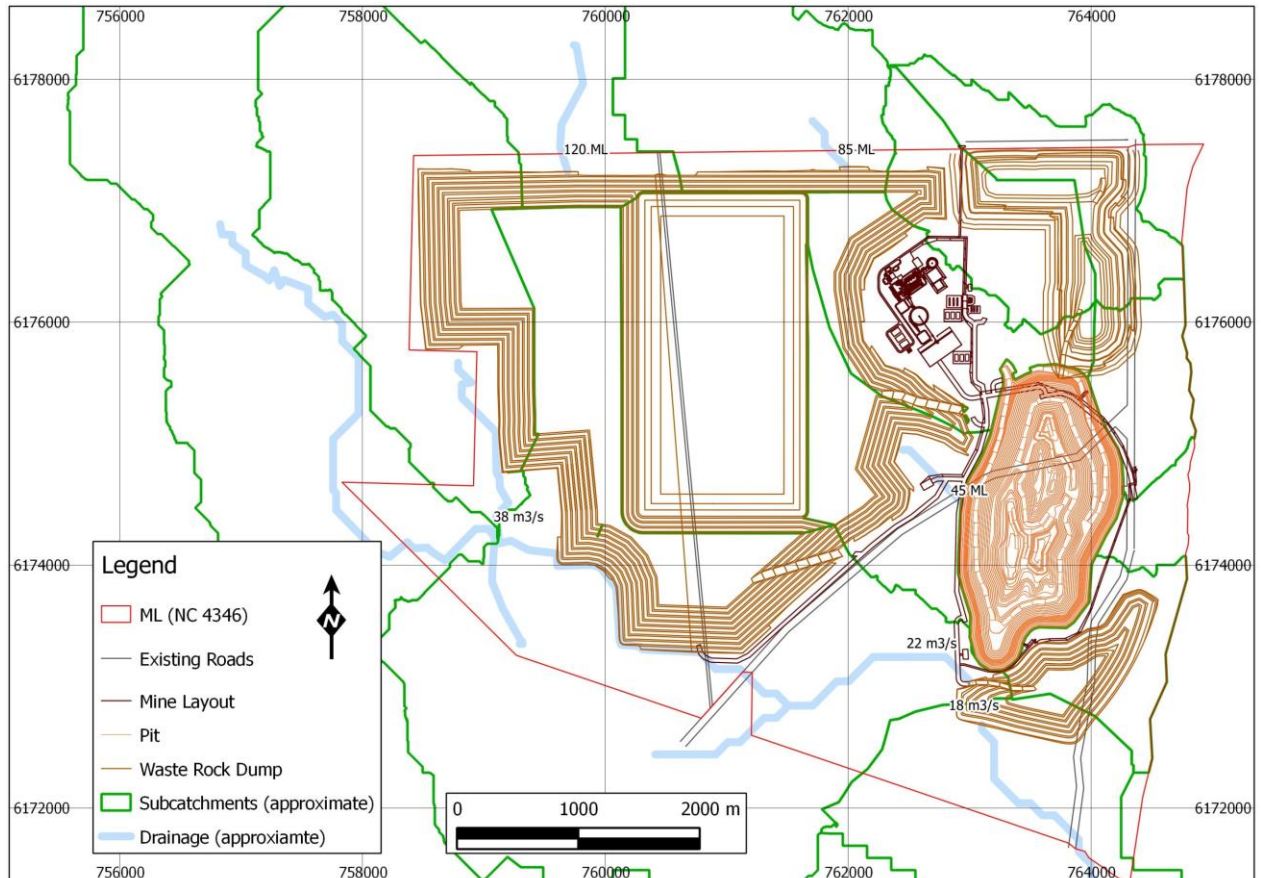 756000 758000 760000 762000 764000
6178000 6178000
120 ML 85 ML
6176000 6176000
45 ML
38 m3/s
6174000 6174000
22 m3/s
18 m3/s
Legend
N
ML (NC 4346)
Existing Roads
Mine Layout
Pit
Waste Rock Dump
Subcatchments (approximate)
Drainage (approxiamte)
0 1000 2000 m
6172000 6172000
756000 758000 760000 762000 764000